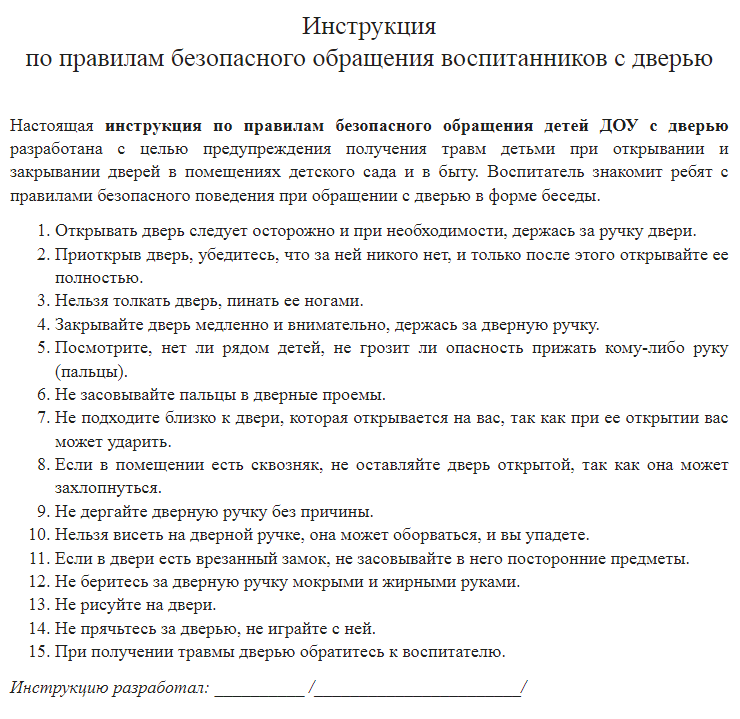 Инструкция
по правилам безопасного обращения воспитанников с дверью
Настоящая инструкция по правилам безопасного обращения детей ДОУ с дверью
разработана с целью предупреждения получения травм детьми при открывании и
закрывании дверей в помещениях детского сада и в быту. Воспитатель знакомит ребят с
правилами безопасного поведения при обращении с дверью в форме беседы.
1. Открывать дверь следует осторожно и при необходимости, держась за ручку двери.
2. Приоткрыв дверь, убедитесь, что за ней никого нет, и только после этого открывайте ее
полностью.
3. Нельзя толкать дверь, пинать ее ногами.
4. Закрывайте дверь медленно и внимательно, держась за дверную ручку.
5. Посмотрите, нет ли рядом детей, не грозит ли опасность прижать кому-либо руку
(пальцы).
6. Не засовывайте пальцы в дверные проемы.
7. Не подходите близко к двери, которая открывается на вас, так как при ее открытии вас
может ударить.
8. Если в помещении есть сквозняк, не оставляйте дверь открытой, так как она может
захлопнуться.
9. Не дергайте дверную ручку без причины.
10. Нельзя висеть на дверной ручке, она может оборваться, и вы упадете.
11. Если в двери есть врезанный замок, не засовывайте в него посторонние предметы.
12. Не беритесь за дверную ручку мокрыми и жирными руками.
13. Не рисуйте на двери.
14. Не прячьтесь за дверью, не играйте с ней.
15. При получении травмы дверью обратитесь к воспитателю.
Инструкцию разработал: __________ /_______________________/